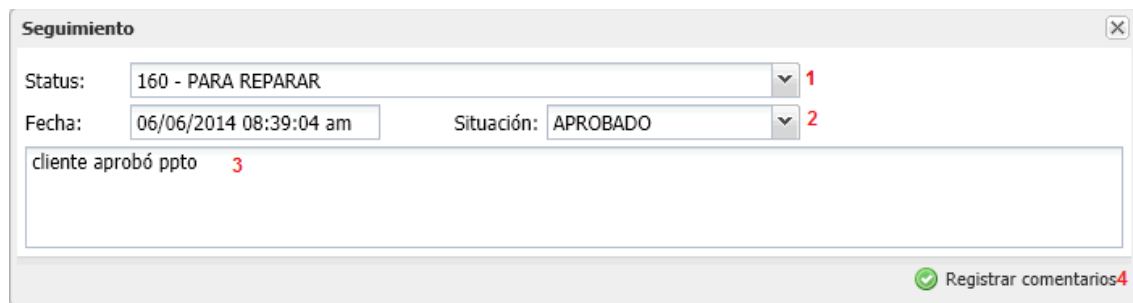 Seguimiento
Status: 160 - PARA REPARAR 1
Fecha: 06/06/2014 08:39:04 am Situación: APROBADO 2
cliente aprobó ppto 3
Registrar comentarios4